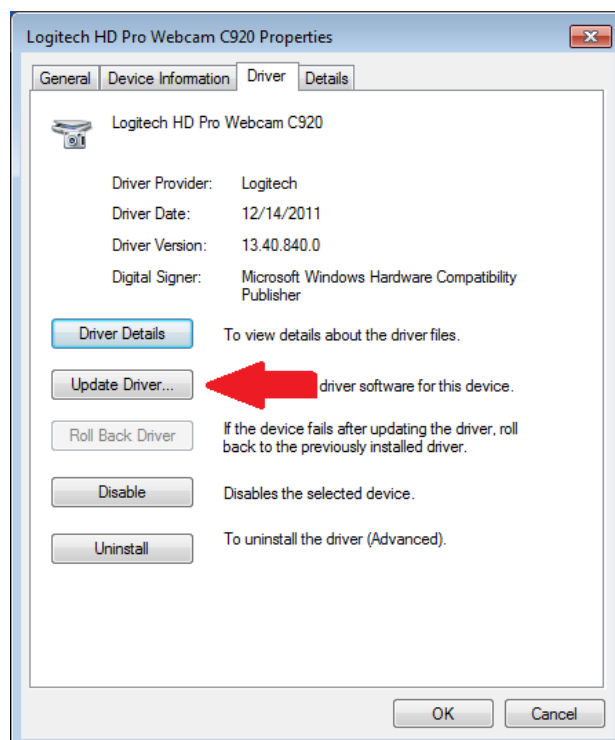 Logitech HD Pro Webcam C920 Properties
General Device Information Driver Details
Logitech HD Pro Webcam C920
Driver Provider: Logitech
Driver Date: 12/14/2011
Driver Version: 13.40.840.0
Digital Signer: Microsoft Windows Hardware Compatibility
Publisher
Driver Details To view details about the driver files.
Update Driver... driver software for this device.
Roll Back Driver If the device fails after updating the driver, roll
back to the previously installed driver.
Disable Disables the selected device.
Uninstall To uninstall the driver (Advanced).
OK Cancel